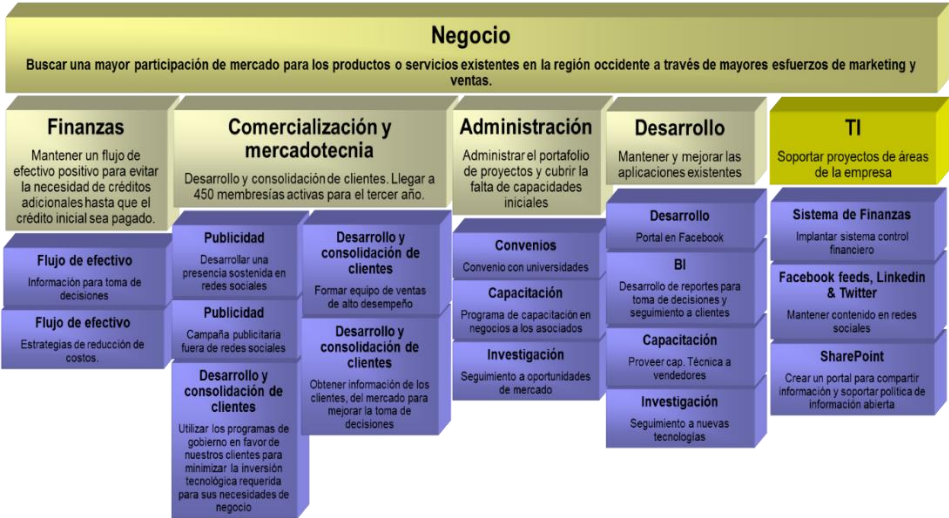 Negocio
Buscar una mayor participación de mercado para los productos o servicios existentes en la región occidente a través de mayores esfuerzos de marketing y
ventas.
Finanzas
Mantener un flujo de
efectivo positivo para evitar
la necesidad de créditos
adicionales hasta que el
crédito inicial sea pagado.
Flujo de efectivo
Información para toma de
decisiones
Flujo de efectivo
Estrategias de reducción de
costos.
Comercialización y
mercadotecnia
Desarrollo y consolidación de clientes. Llegar a
450 membresías activas para el tercer año.
Publicidad
Desarrollar una
presencia sostenida en
redes sociales
Publicidad
Campaña publicitaria
fuera de redes sociales
Desarrollo y
consolidación de
clientes
Utilizar los programas de
gobierno en favor de
nuestros clientes para
minimizar la inversión
tecnológica requerida
para sus necesidades de
negocio
Desarrollo y
consolidación de
clientes
Formar equipo de ventas
de alto desempeño
Desarrollo y
consolidación de
clientes
Obtener información de los
clientes, del mercado para
mejorar la toma de
decisiones
Administración
Administrar el portafolio
de proyectos y cubrir la
falta de capacidades
iniciales
Convenios
Convenio con universidades
Capacitación
Programa de capacitación en
negocios a los asociados
Investigación
Seguimiento a oportunidades
de mercado
Desarrollo
Mantener y mejorar las
aplicaciones existentes
Desarrollo
Portal en Facebook
BI
Desarrollo de reportes para
toma de decisiones y
seguimiento a clientes
Capacitación
Proveer cap. Técnica a
vendedores
Investigación
Seguimiento a nuevas
tecnologías
TI
Soportar proyectos de áreas
de la empresa
Sistema de Finanzas
Implantar sistema control
financiero
Facebook feeds, Linkedin
& Twitter
Mantener contenido en redes
sociales
SharePoint
Crear un portal para compartir
información y soportar política de
información abierta